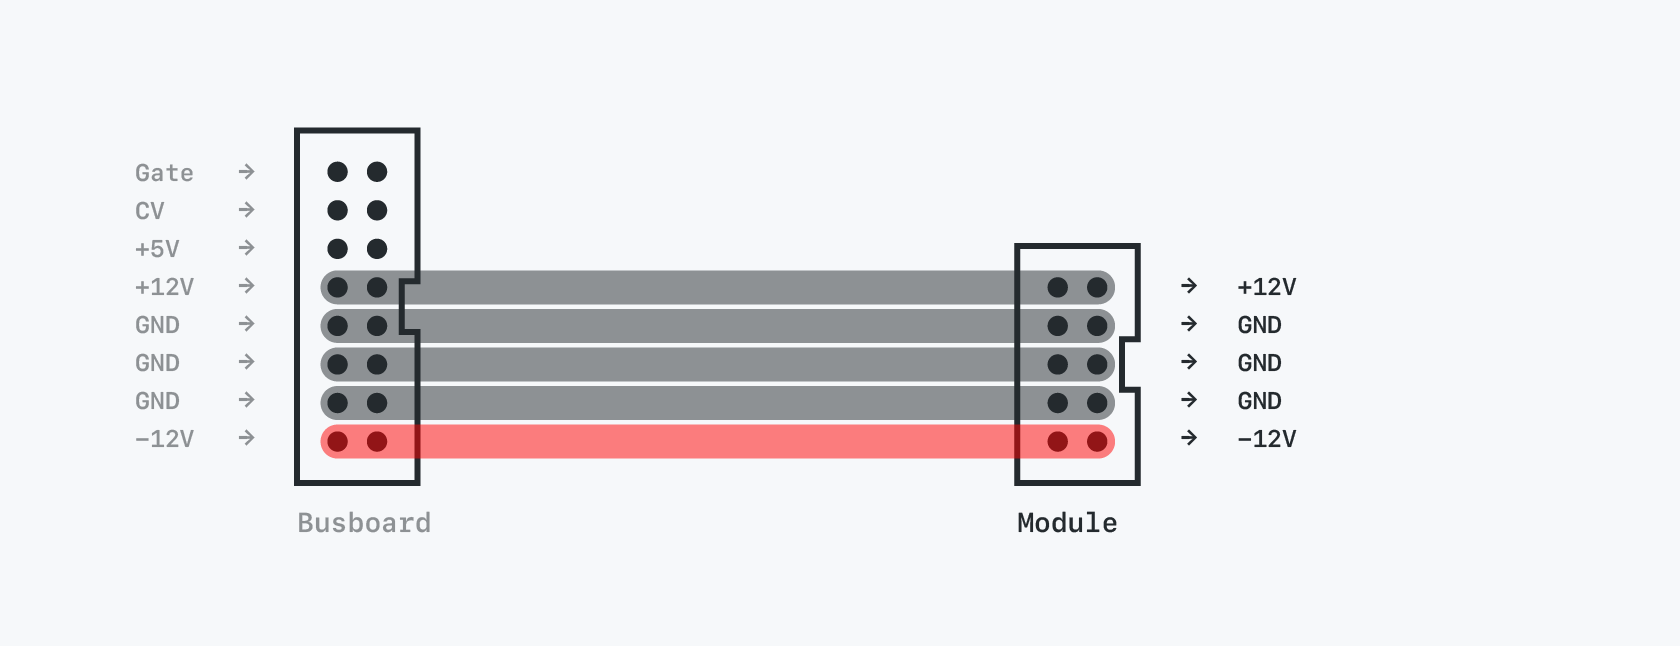 Gate →
CV →
+5V →
+12V → → +12V
GND → → GND
GND → → GND
GND → → GND
−12V → → −12V
Busboard Module